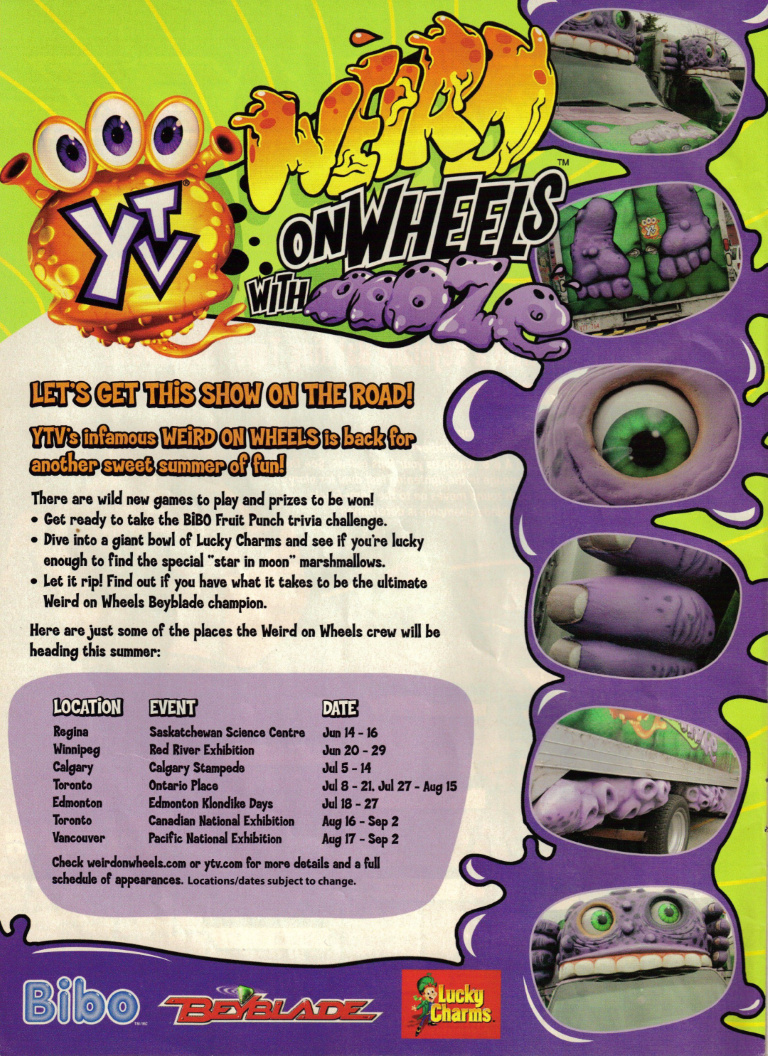 YTV®
WEIRD™
ON WHEELS
WITH OOOZE
LET'S GET THIS SHOW ON THE ROAD!
YTV's infamous WEIRD ON WHEELS is back for
another sweet summer of fun!
There are wild new games to play and prizes to be won!
• Get ready to take the BiBO Fruit Punch trivia challenge.
• Dive into a giant bowl of Lucky Charms and see if you're lucky
enough to find the special "star in moon" marshmallows.
• Let it rip! Find out if you have what it takes to be the ultimate
Weird on Wheels Beyblade champion.
Here are just some of the places the Weird on Wheels crew will be
heading this summer:
LOCATION EVENT DATE
Regina Saskatchewan Science Centre Jun 14 - 16
Winnipeg Red River Exhibition Jun 20 - 29
Calgary Calgary Stampede Jul 5 - 14
Toronto Ontario Place Jul 8 - 21, Jul 27 - Aug 15
Edmonton Edmonton Klondike Days Jul 18 - 27
Toronto Canadian National Exhibition Aug 16 - Sep 2
Vancouver Pacific National Exhibition Aug 17 - Sep 2
Check weirdonwheels.com or ytv.com for more details and a full
schedule of appearances. Locations/dates subject to change.
Bibo
BEYBLADE
Lucky
Charms